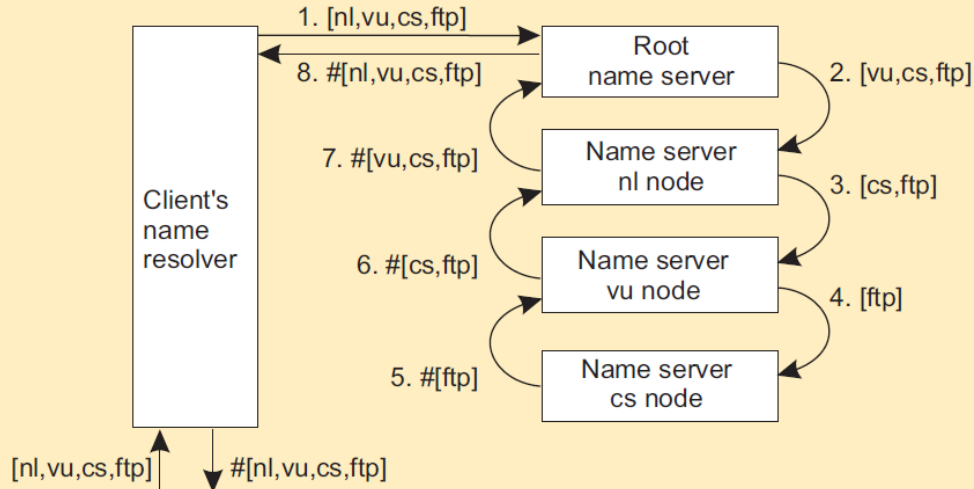 1. [nl,vu,cs,ftp]
8. #[nl,vu,cs,ftp]
Root
name server
2. [vu,cs,ftp]
7. #[vu,cs,ftp]
Name server
nl node
3. [cs,ftp]
Client's
name
resolver
6. #[cs,ftp]
Name server
vu node
4. [ftp]
5. #[ftp]
Name server
cs node
[nl,vu,cs,ftp]
#[nl,vu,cs,ftp]